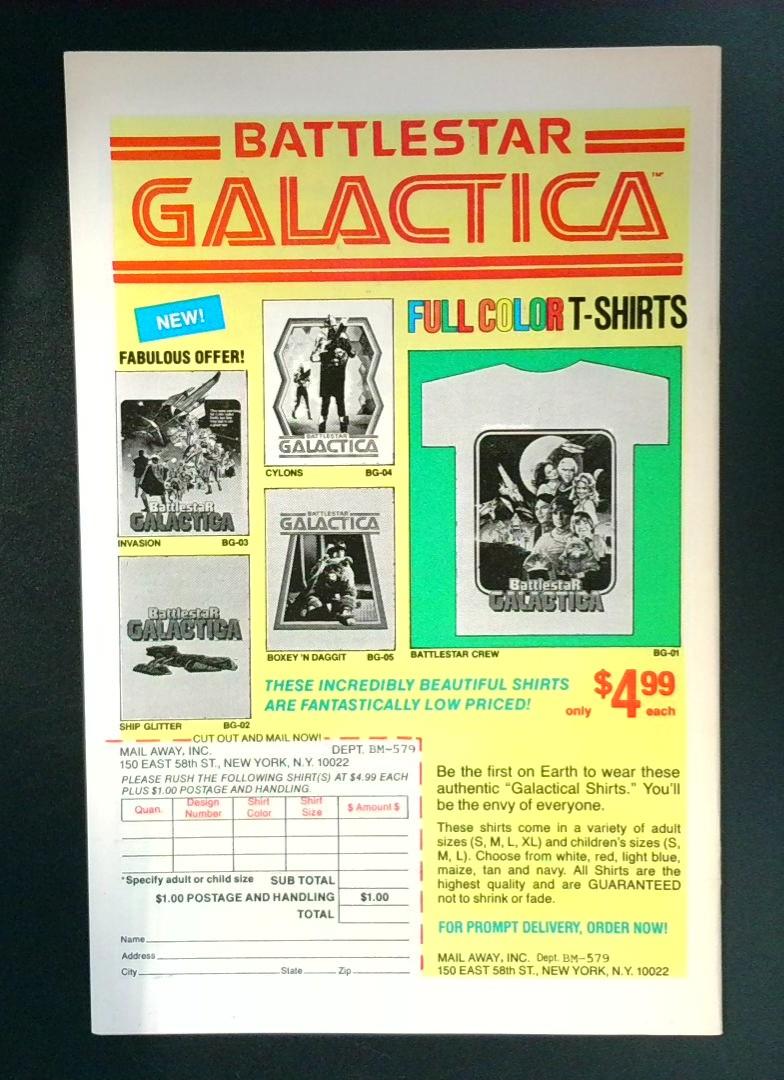 BATTLESTAR
GALACTICA™
NEW!
FABULOUS OFFER!
FULL COLOR T-SHIRTS
BattlestaR
GALACTICA
INVASION BG-03
BATTLESTAR
GALACTICA
CYLONS BG-04
BattlestaR
GALACTICA
SHIP GLITTER BG-02
BATTLESTAR
GALACTICA
BOXEY 'N DAGGIT BG-05
BattlestaR
GALACTICA
BATTLESTAR CREW BG-01
THESE INCREDIBLY BEAUTIFUL SHIRTS
ARE FANTASTICALLY LOW PRICED!
only $4.99 each
CUT OUT AND MAIL NOW!
MAIL AWAY, INC. DEPT. BM-579
150 EAST 58th ST., NEW YORK, N.Y. 10022
PLEASE RUSH THE FOLLOWING SHIRT(S) AT $4.99 EACH
PLUS $1.00 POSTAGE AND HANDLING.
Quan. Design Number Shirt Color Shirt Size $ Amount $
*Specify adult or child size SUB TOTAL
$1.00 POSTAGE AND HANDLING $1.00
TOTAL
Name
Address
City State Zip
Be the first on Earth to wear these
authentic "Galactical Shirts." You'll
be the envy of everyone.
These shirts come in a variety of adult
sizes (S, M, L, XL) and children's sizes (S,
M, L). Choose from white, red, light blue,
maize, tan and navy. All Shirts are the
highest quality and are GUARANTEED
not to shrink or fade.
FOR PROMPT DELIVERY, ORDER NOW!
MAIL AWAY, INC. Dept. BM-579
150 EAST 58th ST., NEW YORK, N.Y. 10022